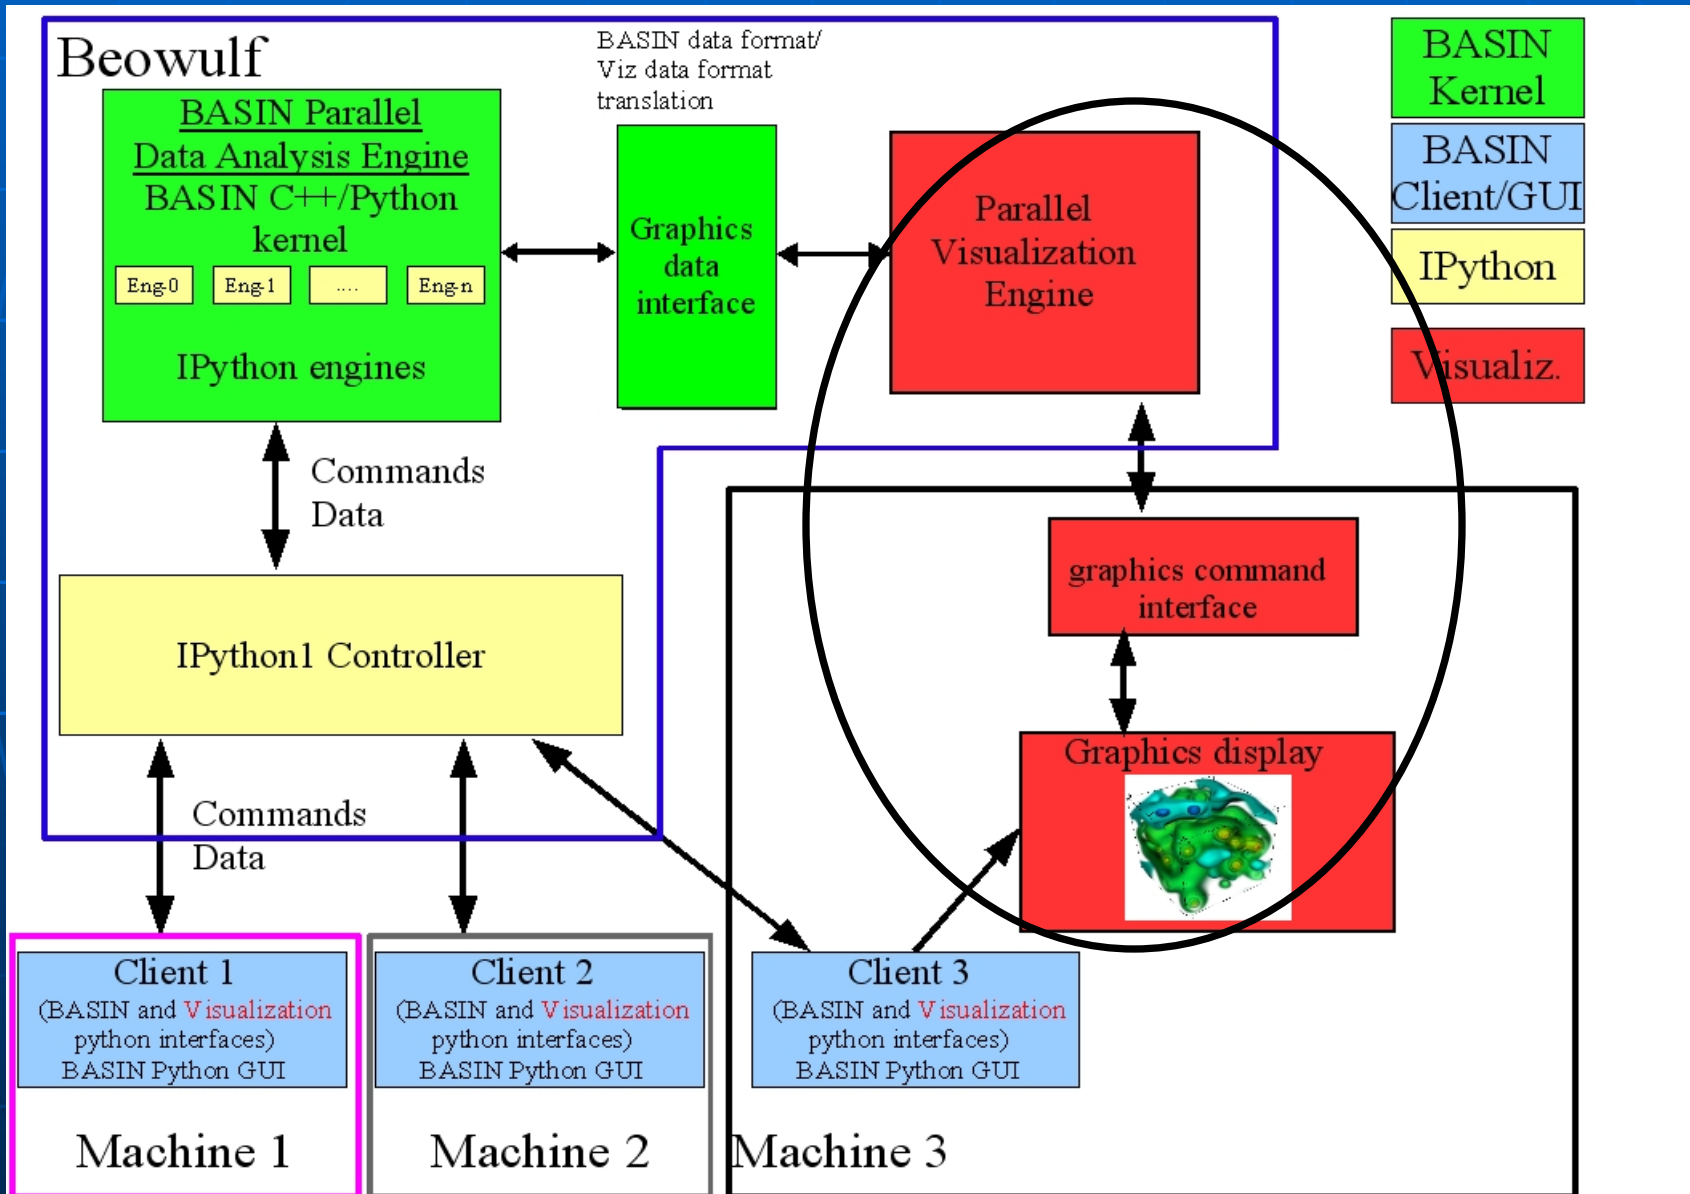 Beowulf
BASIN data format/
Viz data format
translation
BASIN Parallel
Data Analysis Engine
BASIN C++/Python
kernel
Eng-0
Eng-1
....
Eng-n
IPython engines
Graphics
data
interface
Parallel
Visualization
Engine
BASIN
Kernel
BASIN
Client/GUI
IPython
Visualiz.
Commands
Data
IPython1 Controller
graphics command
interface
Graphics display
Commands
Data
Client 1
(BASIN and Visualization
python interfaces)
BASIN Python GUI
Machine 1
Client 2
(BASIN and Visualization
python interfaces)
BASIN Python GUI
Machine 2
Client 3
(BASIN and Visualization
python interfaces)
BASIN Python GUI
Machine 3